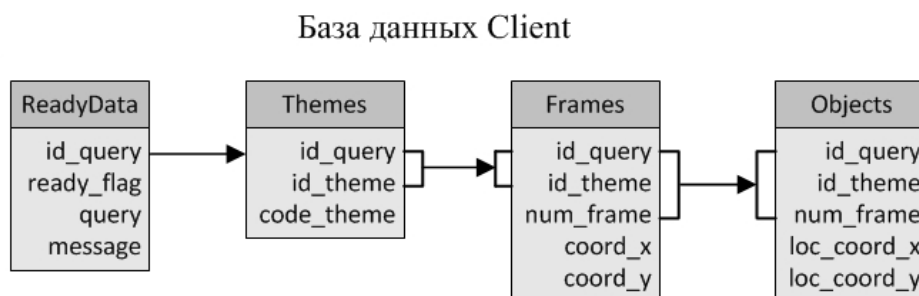 База данных Client
ReadyData
id_query
ready_flag
query
message
Themes
id_query
id_theme
code_theme
Frames
id_query
id_theme
num_frame
coord_x
coord_y
Objects
id_query
id_theme
num_frame
loc_coord_x
loc_coord_y